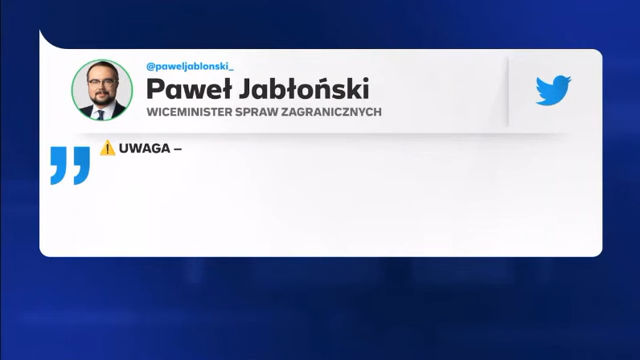 @paweljablonski_
Paweł Jabłoński
WICEMINISTER SPRAW ZAGRANICZNYCH
⚠️ UWAGA –